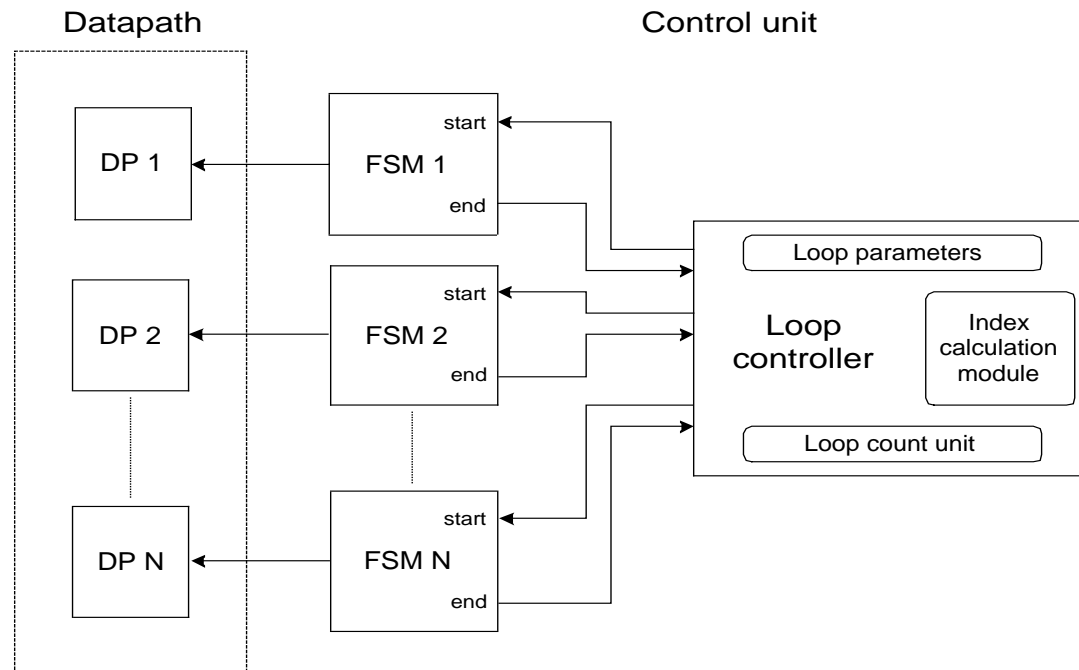 Datapath
Control unit
DP 1
FSM 1
start
end
DP 2
FSM 2
start
end
DP N
FSM N
start
end
Loop parameters
Loop
controller
Index
calculation
module
Loop count unit